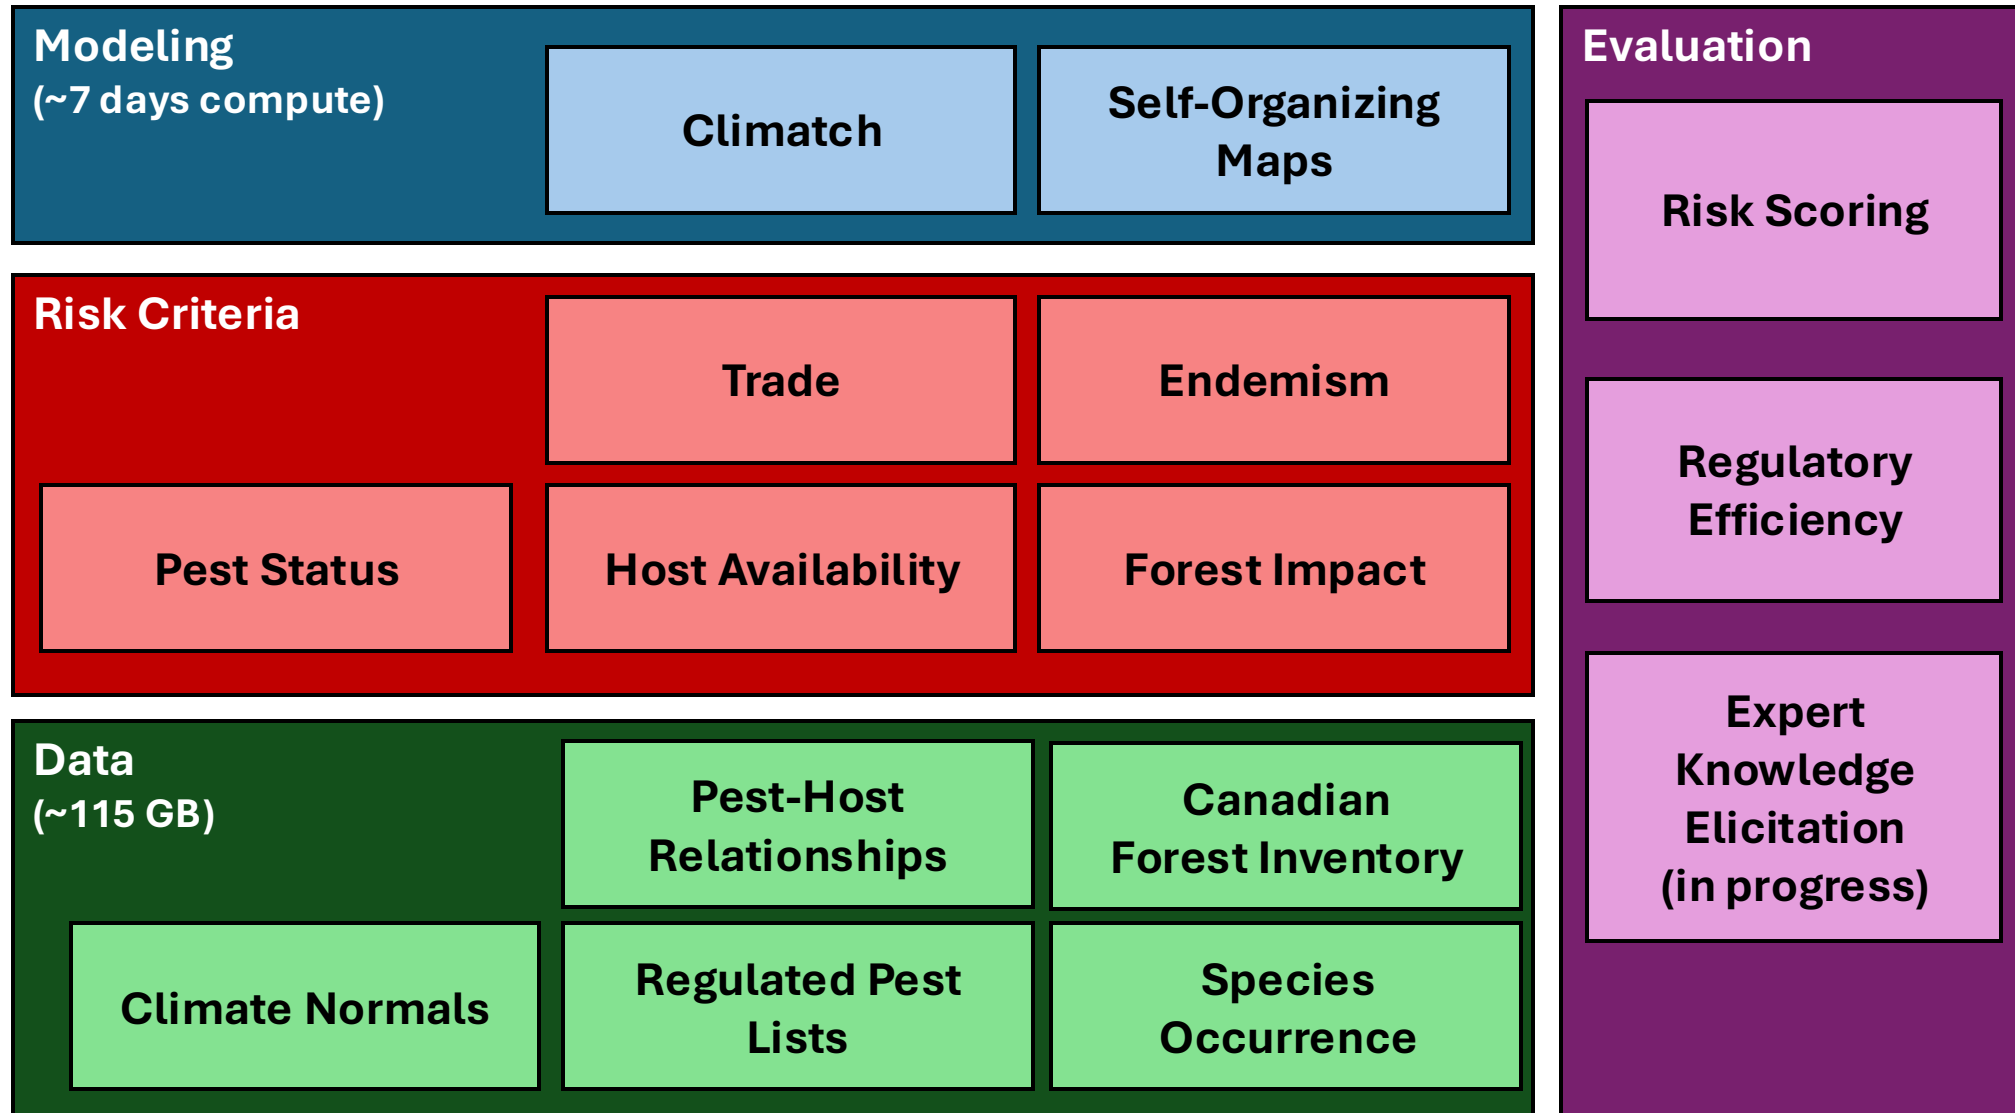 Modeling
(~7 days compute)
Climatch
Self-Organizing
Maps
Risk Criteria
Trade
Endemism
Pest Status
Host Availability
Forest Impact
Data
(~115 GB)
Pest-Host
Relationships
Canadian
Forest Inventory
Climate Normals
Regulated Pest
Lists
Species
Occurrence
Evaluation
Risk Scoring
Regulatory
Efficiency
Expert
Knowledge
Elicitation
(in progress)